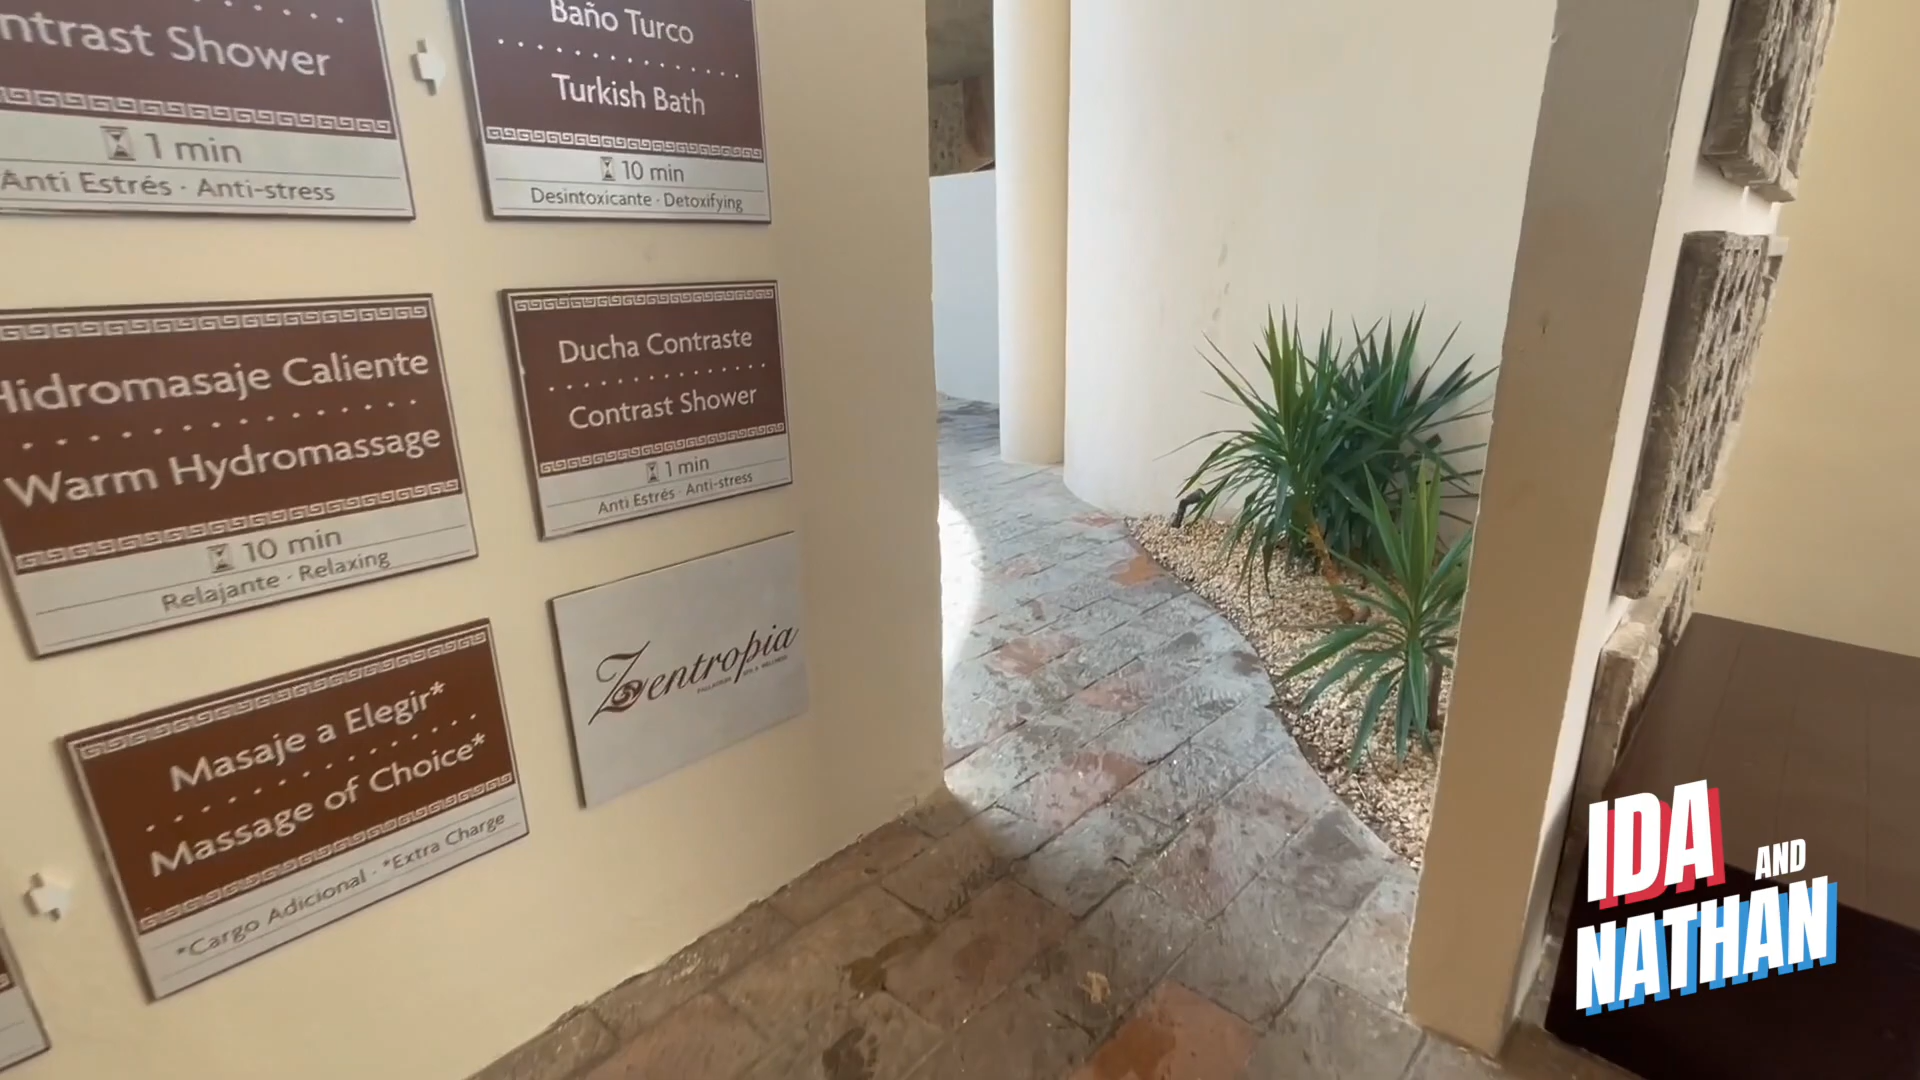 ntrast Shower
1 min
Anti Estrés · Anti-stress
Baño Turco
Turkish Bath
10 min
Desintoxicante · Detoxifying
Hidromasaje Caliente
Warm Hydromassage
10 min
Relajante · Relaxing
Ducha Contraste
Contrast Shower
1 min
Anti Estrés · Anti-stress
Masaje a Elegir*
Massage of Choice*
*Cargo Adicional · *Extra Charge
Zentropia
SPA & WELLNESS
IDA
AND
NATHAN